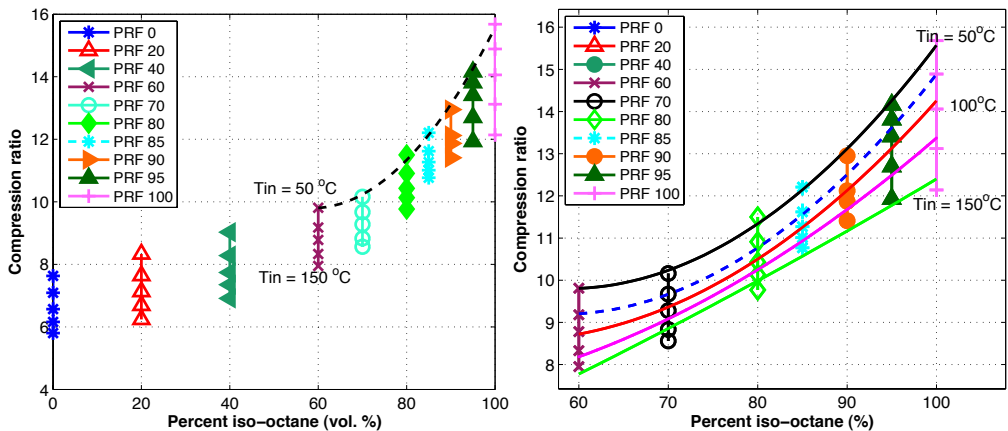 16
14
12
10
8
6
4
Compression ratio
PRF 0
PRF 20
PRF 40
PRF 60
PRF 70
PRF 80
PRF 85
PRF 90
PRF 95
PRF 100
Tin = 50 °C
Tin = 150 °C
0 20 40 60 80 100
Percent iso−octane (vol. %)
16
15
14
13
12
11
10
9
8
Compression ratio
PRF 0
PRF 20
PRF 40
PRF 60
PRF 70
PRF 80
PRF 85
PRF 90
PRF 95
PRF 100
Tin = 50°C
100°C
Tin = 150°C
60 70 80 90 100
Percent iso−octane (%)